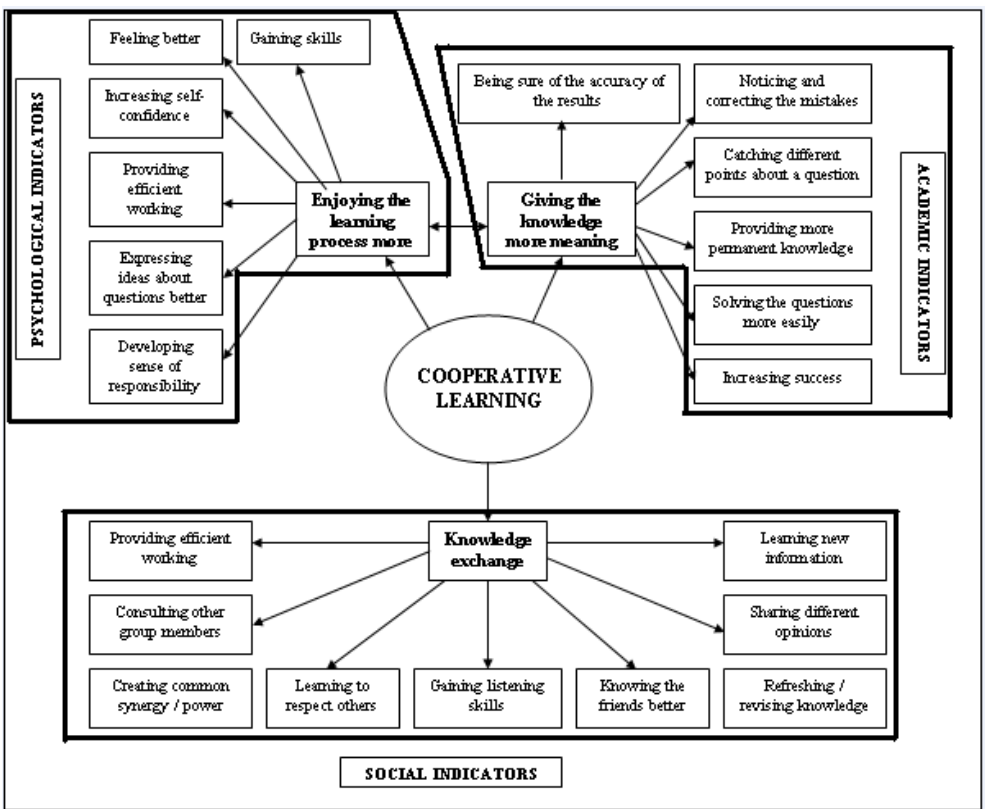 Feeling better
Gaining skills
Increasing self-
confidence
Providing
efficient
working
Expressing
ideas about
questions better
Developing
sense of
responsibility
PSYCHOLOGICAL INDICATORS
Enjoying the
learning
process more
Being sure of the accuracy of
the results
Noticing and
correcting the mistakes
Catching different
points about a question
Providing more
permanent knowledge
Solving the questions
more easily
Increasing success
ACADEMIC INDICATORS
Giving the
knowledge
more meaning
COOPERATIVE
LEARNING
Knowledge
exchange
Providing efficient
working
Learning new
information
Consulting other
group members
Sharing different
opinions
Creating common
synergy / power
Learning to
respect others
Gaining listening
skills
Knowing the
friends better
Refreshing /
revising knowledge
SOCIAL INDICATORS